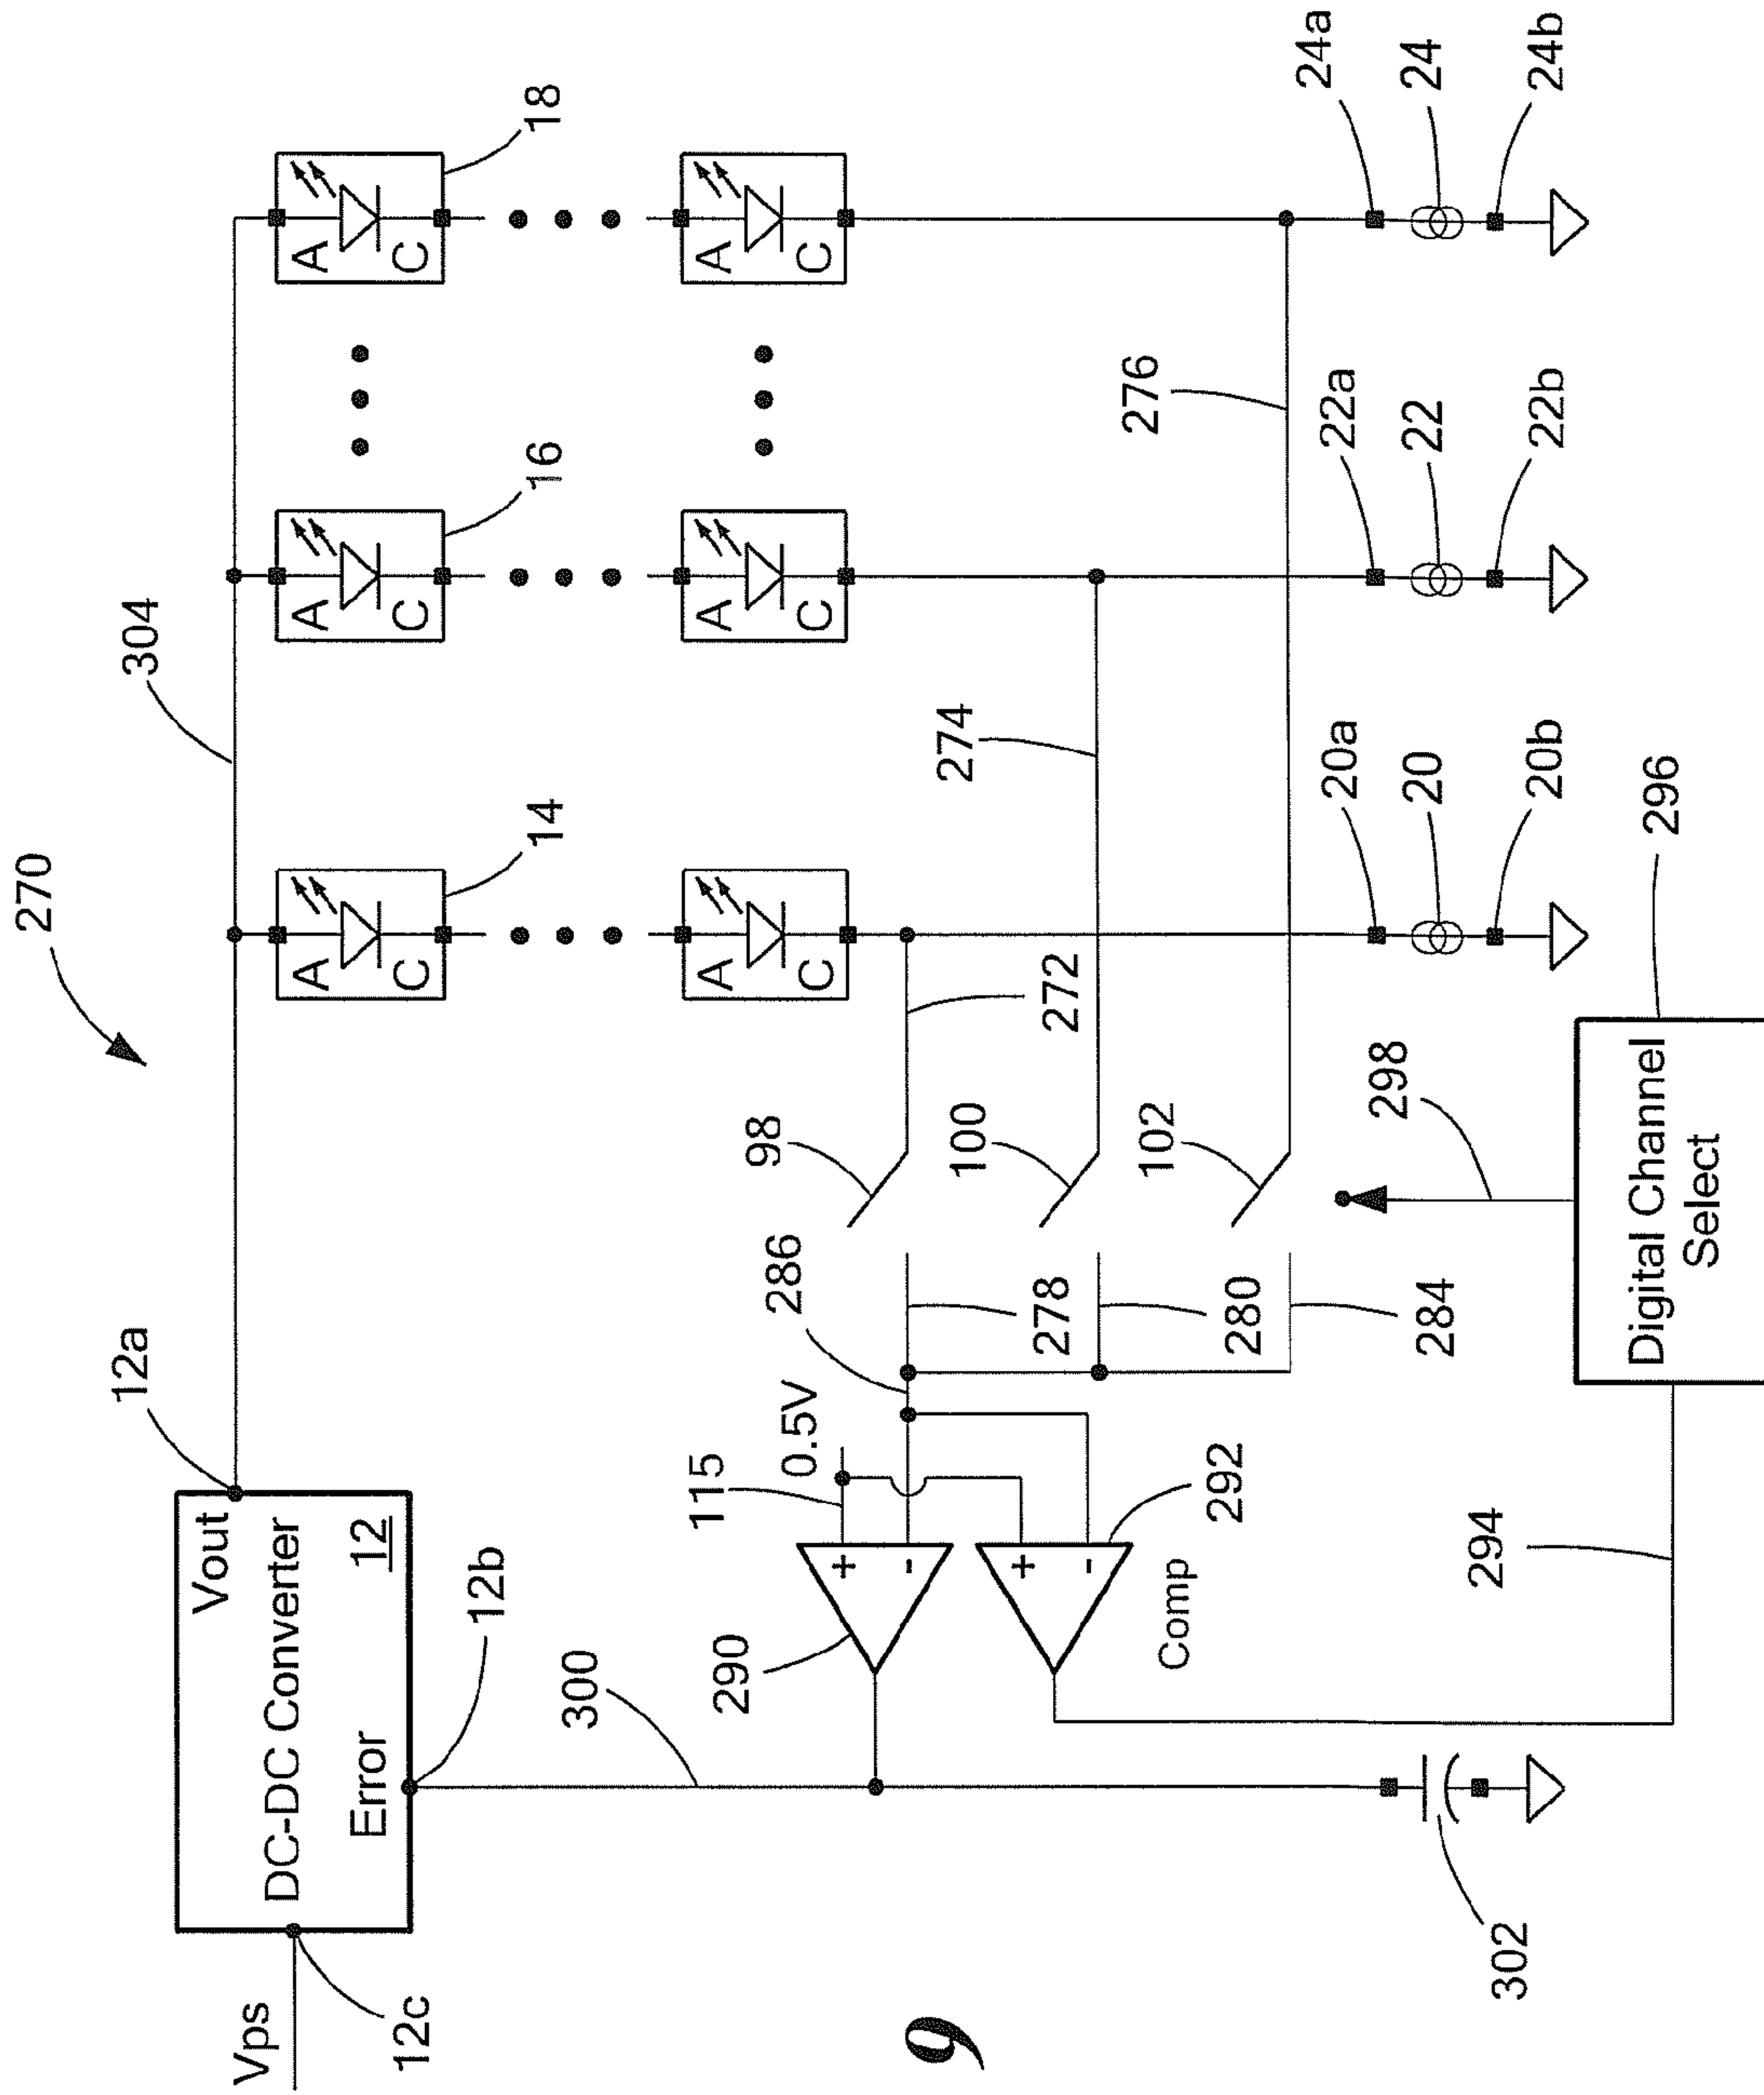 270
Vps
12c
Vout
DC-DC Converter
12
Error
12a
12b
304
14
16
18
A
C
A
C
A
C
A
C
A
C
A
C
300
290
115
0.5V
286
98
272
274
276
278
100
280
102
284
+
-
+
-
292
Comp
294
298
Digital Channel
Select
296
302
20a
20
20b
22a
22
22b
24a
24
24b
9